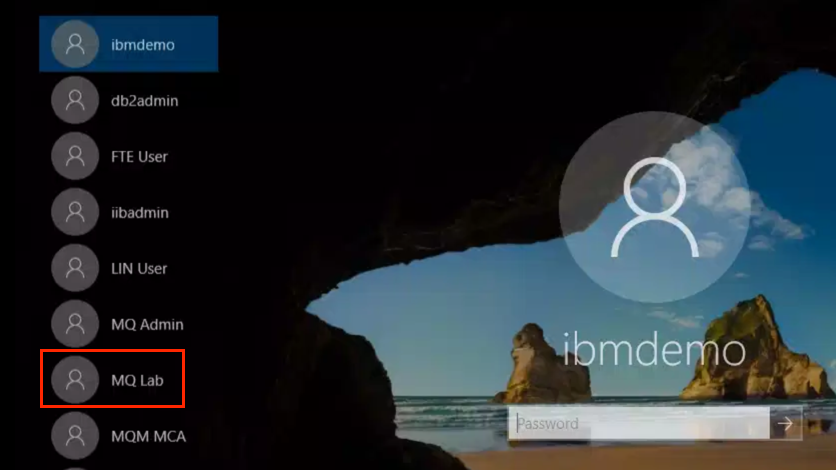 ibmdemo
db2admin
FTE User
iibadmin
LIN User
MQ Admin
MQ Lab
MQM MCA
ibmdemo
Password